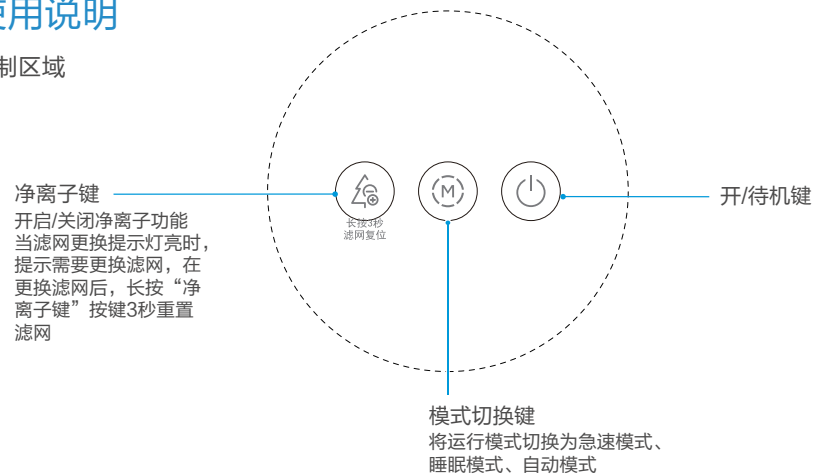 使用说明
制区域
净离子键
开启/关闭净离子功能
当滤网更换提示灯亮时，
提示需要更换滤网，在
更换滤网后，长按“净
离子键”按键3秒重置
滤网
M
长按3秒
滤网复位
开/待机键
模式切换键
将运行模式切换为急速模式、
睡眠模式、自动模式